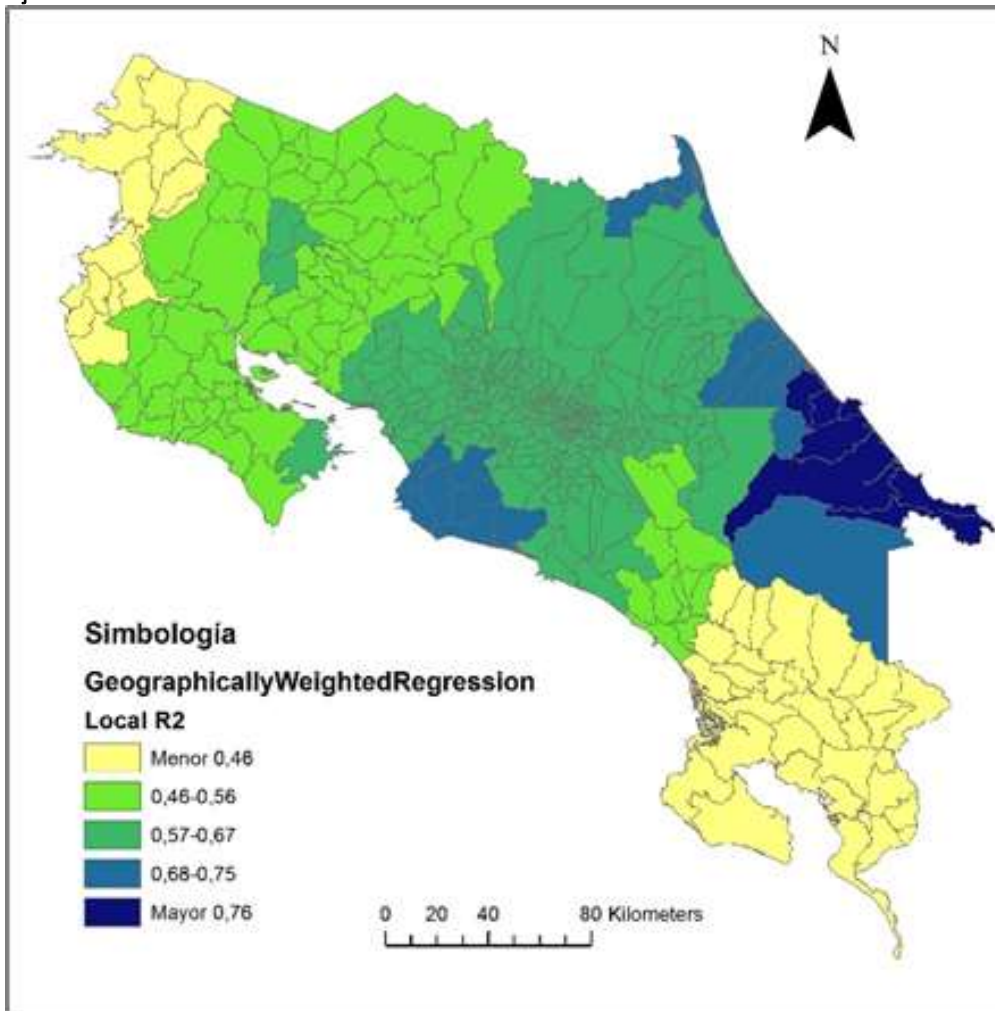 N
Simbología
GeographicallyWeightedRegression
Local R2
Menor 0,46
0,46-0,56
0,57-0,67
0,68-0,75
Mayor 0,76
0 20 40 80 Kilometers